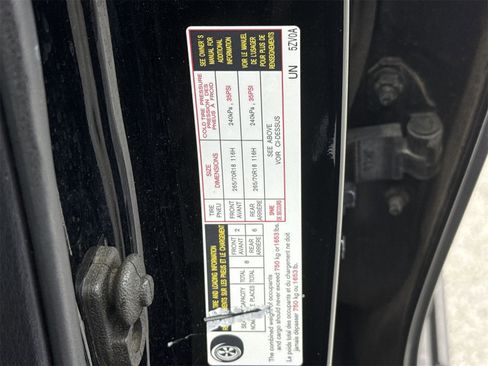 TIRE AND LOADING INFORMATION
RENSEIGNEMENTS SUR LES PNEUS ET LE CHARGEMENT
SEATING CAPACITY TOTAL 8 FRONT AVANT 2 REAR ARRIÈRE 6
PLACES TOTAL
The combined weight of occupants
and cargo should never exceed 750 kg or 1653 lbs.
Le poids total des occupants et du chargement ne doit
jamais dépasser 750 kg ou 1653 lb.
TIRE PNEU
SIZE DIMENSIONS
COLD TIRE PRESSURE
PRESSION DES
PNEUS À FROID
FRONT AVANT
265/70R18 116H
240kPa, 35PSI
REAR ARRIÈRE
265/70R18 116H
240kPa, 35PSI
SPARE
DE SECOURS
SEE ABOVE
VOIR CI-DESSUS
SEE OWNER'S
MANUAL FOR
ADDITIONAL
INFORMATION
VOIR LE MANUEL
DE L'USAGER
POUR PLUS DE
RENSEIGNEMENTS
UN 5ZV0A